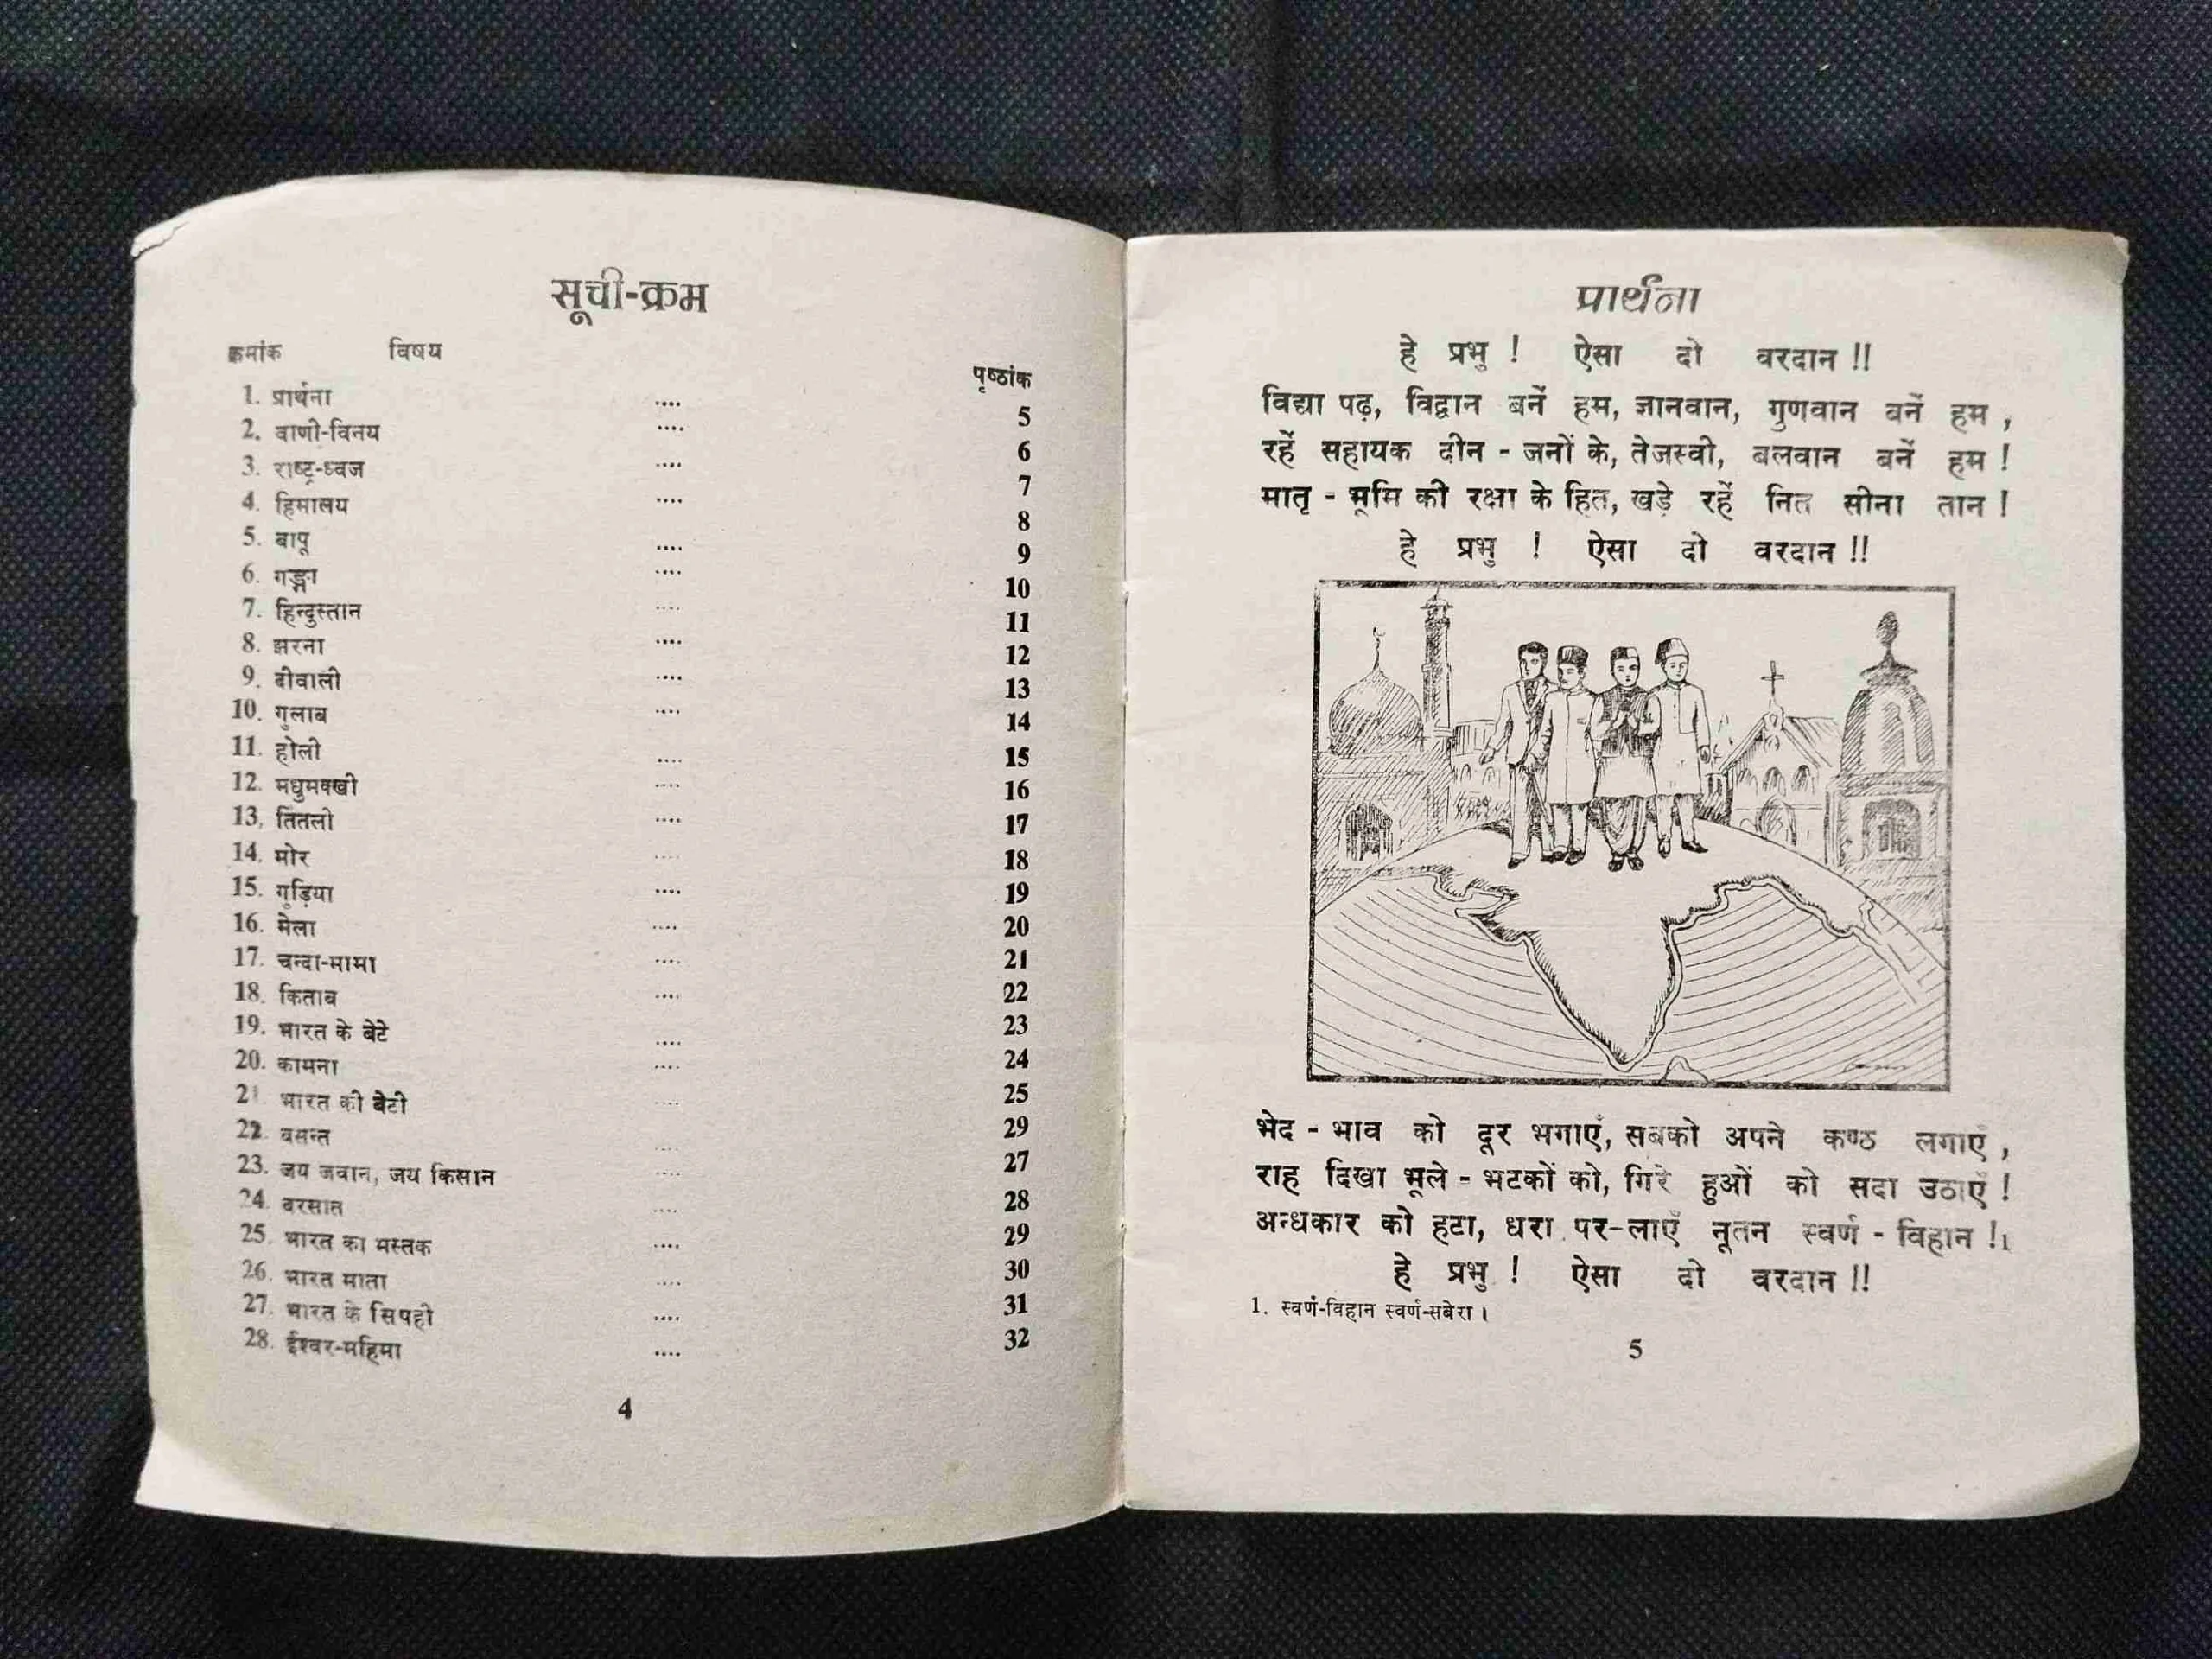 सूची-क्रम
क्रमांक विषय पृष्ठांक
1. प्रार्थना .... 5
2. वाणी-विनय .... 6
3. राष्ट्र-ध्वज .... 7
4. हिमालय .... 8
5. बापू .... 9
6. गङ्गा .... 10
7. हिन्दुस्तान .... 11
8. झरना .... 12
9. दीवाली .... 13
10. गुलाब .... 14
11. होली .... 15
12. मधुमक्खी .... 16
13, तितली .... 17
14. मोर .... 18
15. गुड़िया .... 19
16. मेला .... 20
17. चन्दा-मामा .... 21
18. किताब .... 22
19. भारत के बेटे .... 23
20. कामना .... 24
21 भारत की बेटी .... 25
22. बसन्त .... 29
23. जय जवान, जय किसान .... 27
24. बरसात .... 28
25. भारत का मस्तक .... 29
26. भारत माता .... 30
27. भारत के सिपही .... 31
28. ईश्वर-महिमा .... 32
4
प्रार्थना
हे प्रभु ! ऐसा दो वरदान !!
विद्या पढ़, विद्वान बनें हम, ज्ञानवान, गुणवान बनें हम ,
रहें सहायक दीन - जनों के, तेजस्वी, बलवान बनें हम !
मातृ - भूमि की रक्षा के हित, खड़े रहें नित सीना तान !
हे प्रभु ! ऐसा दो वरदान !!
भेद - भाव को दूर भगाएँ, सबको अपने कण्ठ लगाएँ ,
राह दिखा भूले - भटकों को, गिरे हुओं को सदा उठाएँ !
अन्धकार को हटा, धरा पर-लाएँ नूतन स्वर्ण - विहान !1
हे प्रभु ! ऐसा दो वरदान !!
1. स्वर्ण-विहान स्वर्ण-सबेरा ।
5